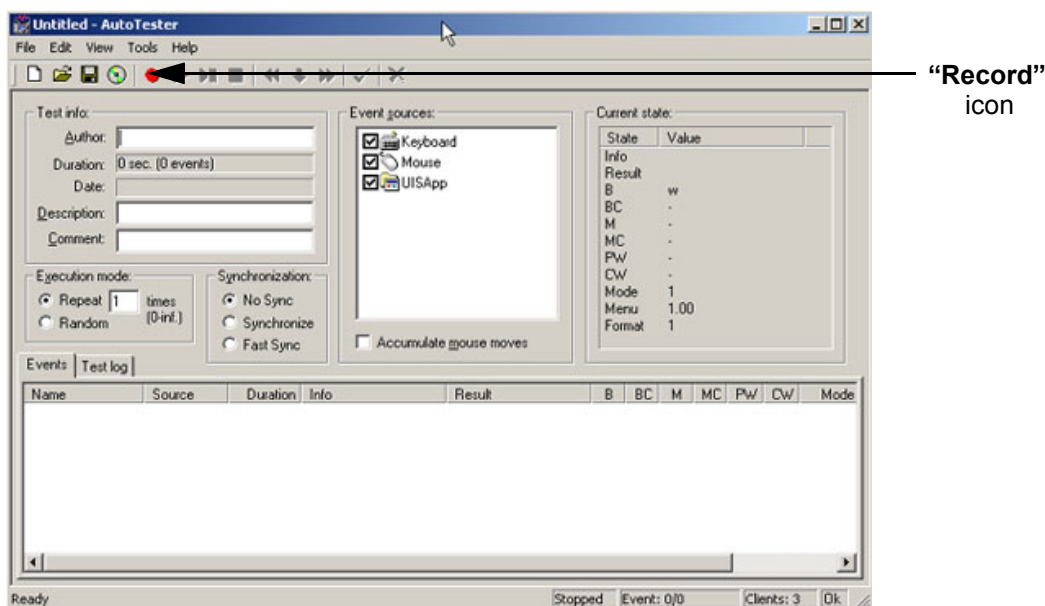 Untitled - AutoTester
File Edit View Tools Help
“Record”
icon
Test info:
Author:
Duration: 0 sec. (0 events)
Date:
Description:
Comment:
Event sources:
Keyboard
Mouse
UISApp
Accumulate mouse moves
Current state:
State Value
Info
Result
B w
BC -
M -
MC -
PW -
CW -
Mode 1
Menu 1.00
Format 1
Execution mode:
Repeat 1 times
Random (0-inf.)
Synchronization:
No Sync
Synchronize
Fast Sync
Events Test log
Name Source Duration Info Result B BC M MC PW CW Mode
Ready Stopped Event: 0/0 Clients: 3 Ok